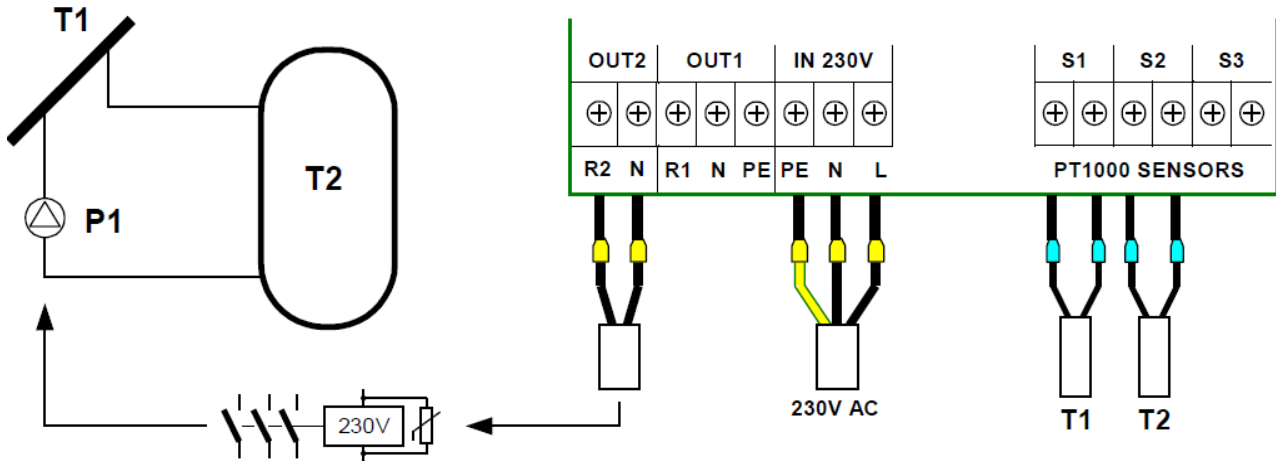 T1
T2
P1
230V
OUT2 OUT1 IN 230V
R2 N R1 N PE PE N L
230V AC
S1 S2 S3
PT1000 SENSORS
T1 T2